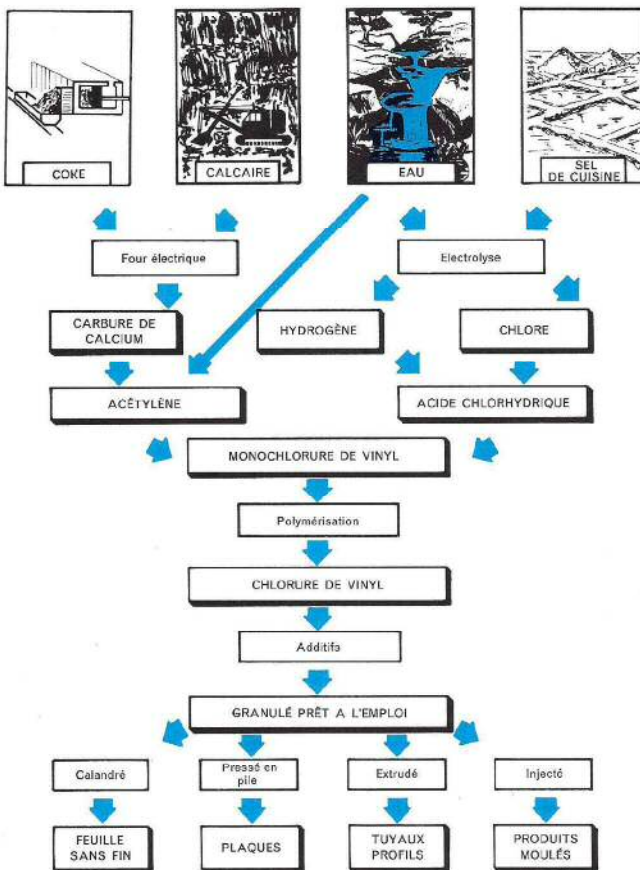 COKE
CALCAIRE
EAU
SEL
DE CUISINE
Four électrique
Electrolyse
CARBURE DE
CALCIUM
HYDROGÈNE
CHLORE
ACÉTYLÈNE
ACIDE CHLORHYDRIQUE
MONOCHLORURE DE VINYL
Polymérisation
CHLORURE DE VINYL
Additifs
GRANULÉ PRÊT A L'EMPLOI
Calandré
Pressé en
pile
Extrudé
Injecté
FEUILLE
SANS FIN
PLAQUES
TUYAUX
PROFILS
PRODUITS
MOULÉS